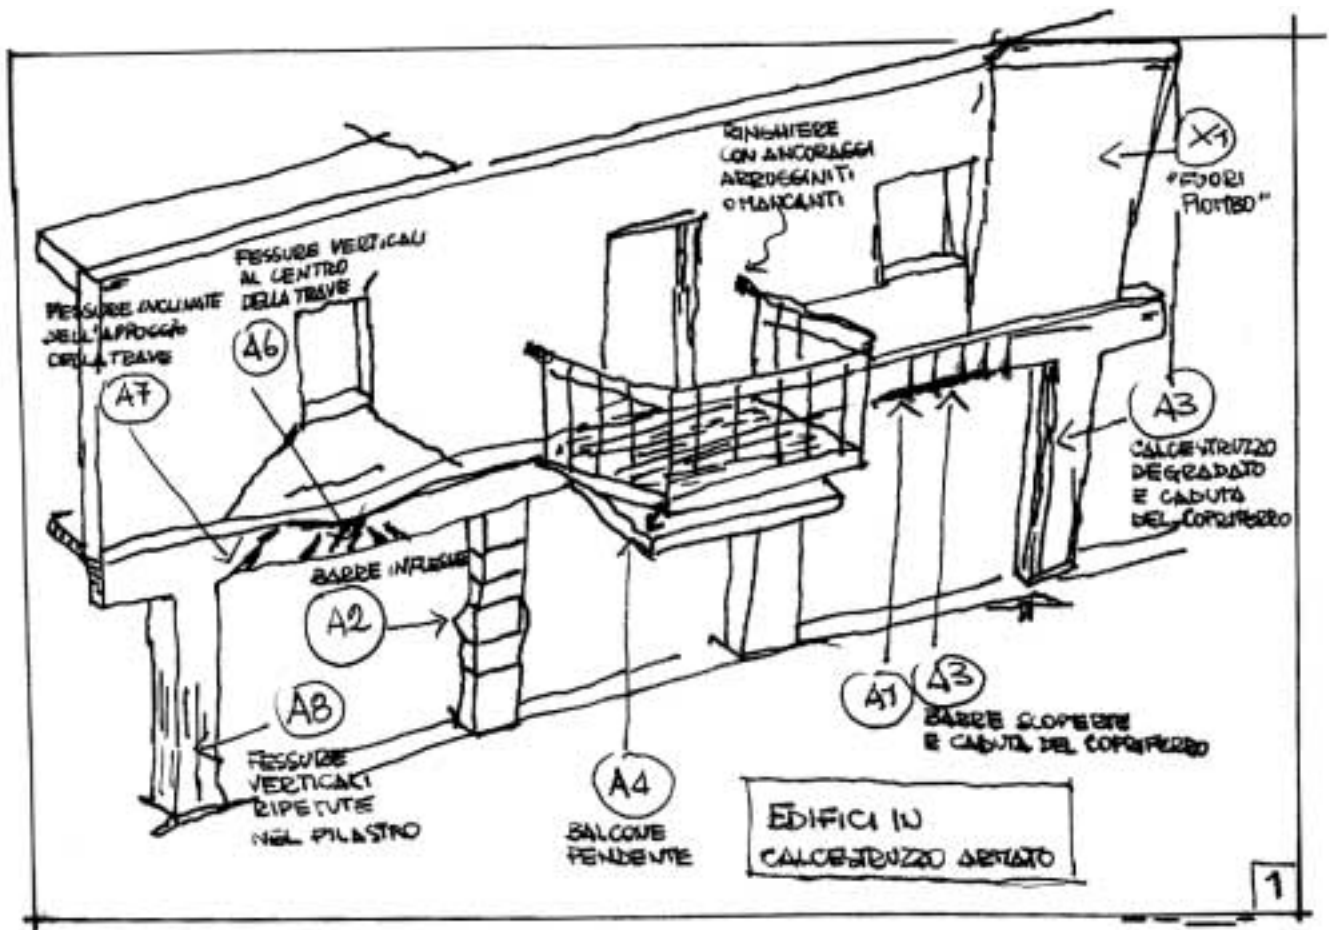 RINGHIERE
CON ANCORAGGI
ARRUGGINITI
O MANCANTI
X1
"FUORI
PIOMBO"
FESSURE VERTICALI
AL CENTRO
DELLA TRAVE
A6
FESSURE INCLINATE
NELL'APPOGGIO
DELLA TRAVE
A7
A3
CALCESTRUZZO
DEGRADATO
E CADUTA
DEL COPRIFERRO
BARRE INFLESSE
A2
A8
FESSURE
VERTICALI
RIPETUTE
NEL PILASTRO
A4
BALCONE
PENDENTE
A1
A3
BARRE SCOPERTE
E CADUTA DEL COPRIFERRO
EDIFICI IN
CALCESTRUZZO ARMATO
1